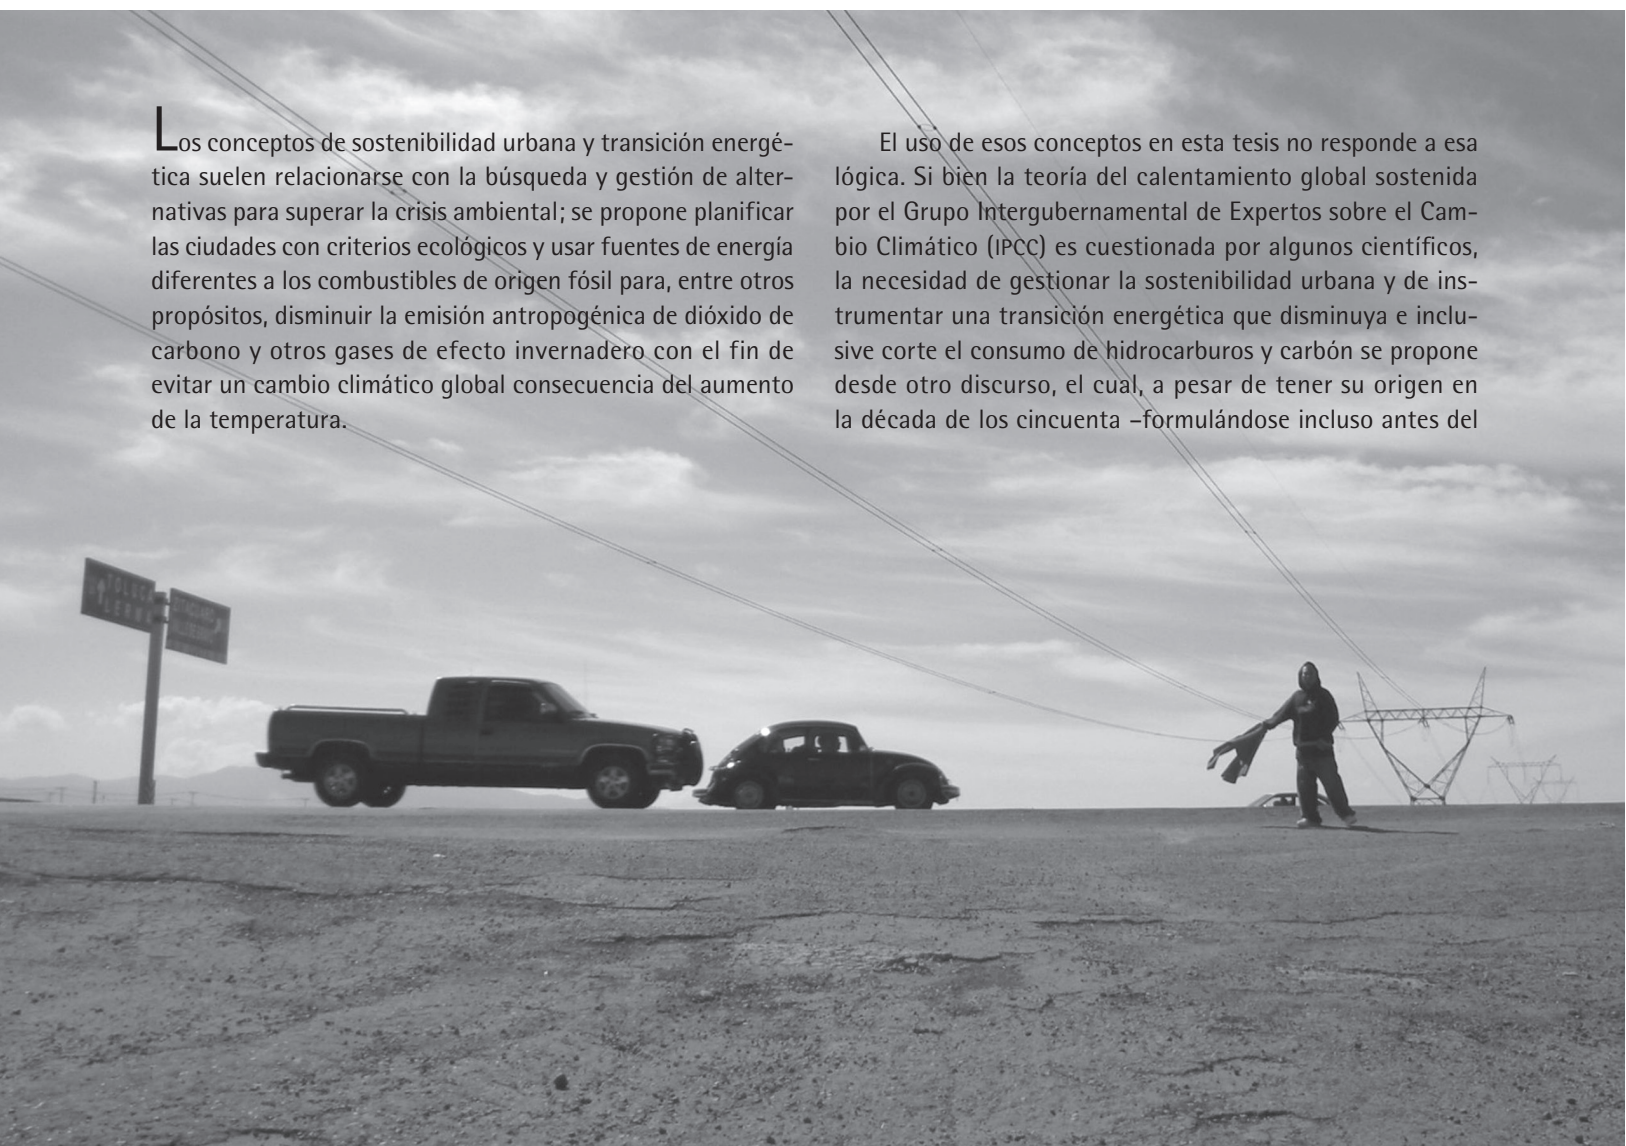 Los conceptos de sostenibilidad urbana y transición energé-
tica suelen relacionarse con la búsqueda y gestión de alter-
nativas para superar la crisis ambiental; se propone planificar
las ciudades con criterios ecológicos y usar fuentes de energía
diferentes a los combustibles de origen fósil para, entre otros
propósitos, disminuir la emisión antropogénica de dióxido de
carbono y otros gases de efecto invernadero con el fin de
evitar un cambio climático global consecuencia del aumento
de la temperatura.
El uso de esos conceptos en esta tesis no responde a esa
lógica. Si bien la teoría del calentamiento global sostenida
por el Grupo Intergubernamental de Expertos sobre el Cam-
bio Climático (IPCC) es cuestionada por algunos científicos,
la necesidad de gestionar la sostenibilidad urbana y de ins-
trumentar una transición energética que disminuya e inclu-
sive corte el consumo de hidrocarburos y carbón se propone
desde otro discurso, el cual, a pesar de tener su origen en
la década de los cincuenta –formulándose incluso antes del
TOLUCA
LERMA